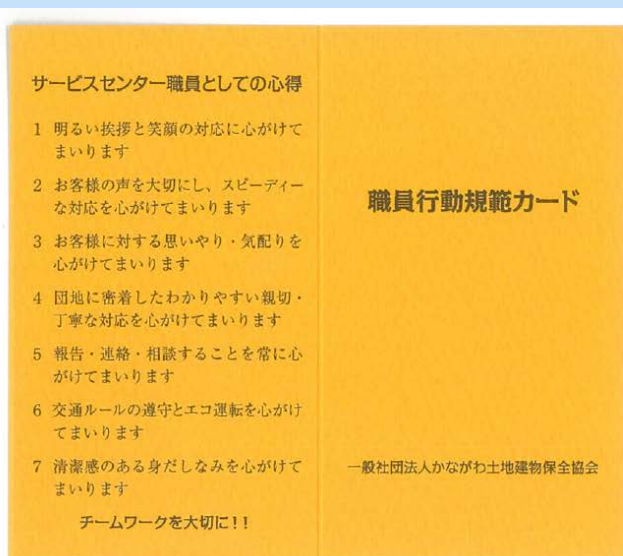 サービスセンター職員としての心得
1 明るい挨拶と笑顔の対応に心がけて
まいります
2 お客様の声を大切にし、スピーディー
な対応を心がけてまいります
3 お客様に対する思いやり・気配りを
心がけてまいります
4 団地に密着したわかりやすい親切・
丁寧な対応を心がけてまいります
5 報告・連絡・相談することを常に心
がけてまいります
6 交通ルールの遵守とエコ運転を心がけ
てまいります
7 清潔感のある身だしなみを心がけて
まいります
チームワークを大切に!!
職員行動規範カード
一般社団法人かながわ土地建物保全協会